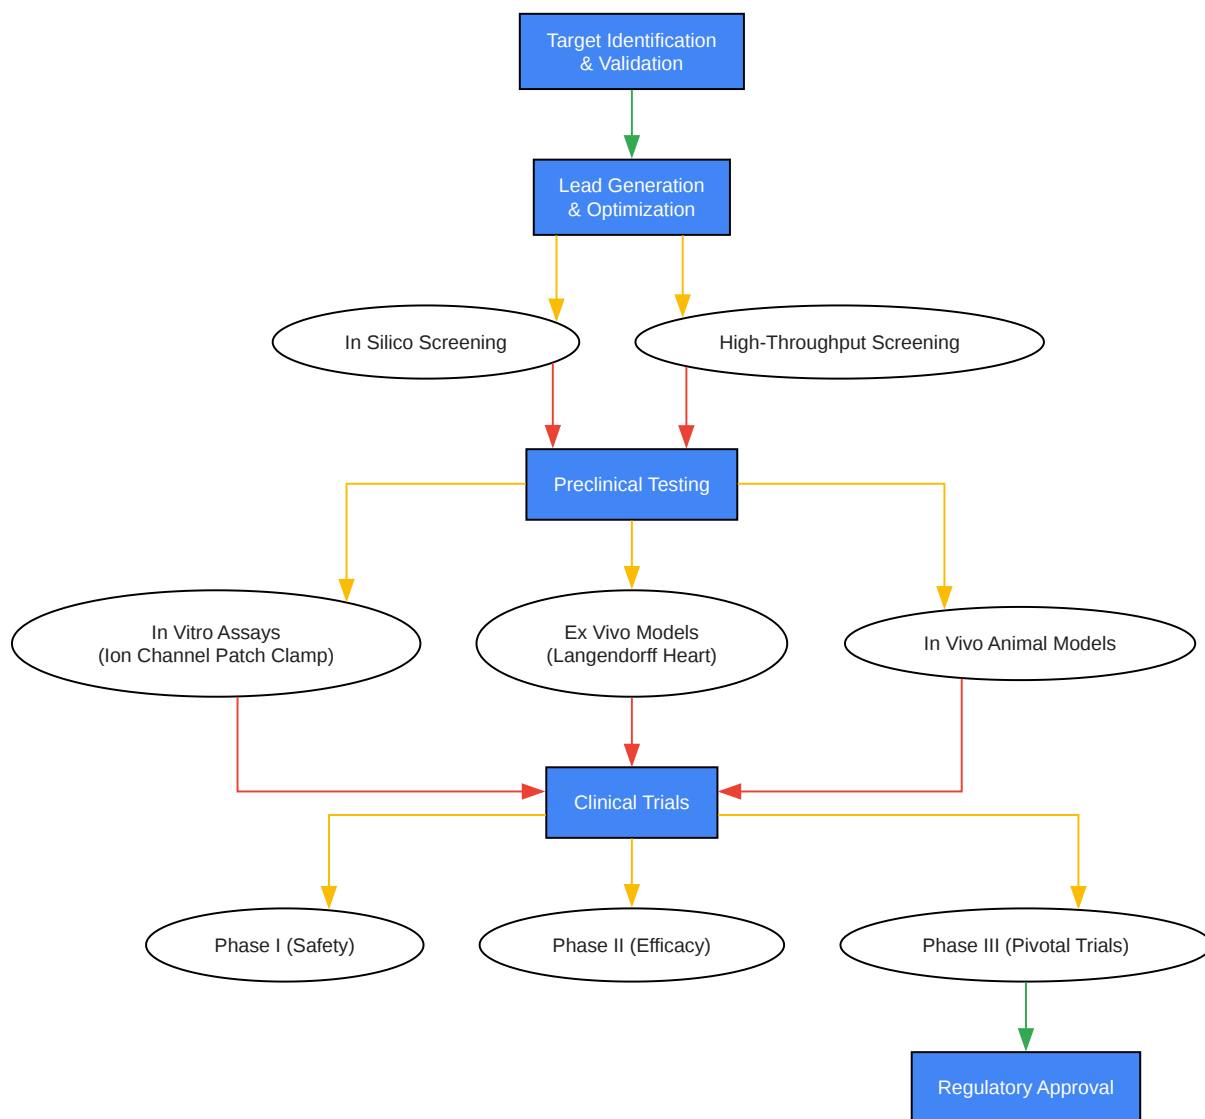 Target Identification
& Validation
Lead Generation
& Optimization
In Silico Screening
High-Throughput Screening
Preclinical Testing
In Vitro Assays
(Ion Channel Patch Clamp)
Ex Vivo Models
(Langendorff Heart)
In Vivo Animal Models
Clinical Trials
Phase I (Safety)
Phase II (Efficacy)
Phase III (Pivotal Trials)
Regulatory Approval